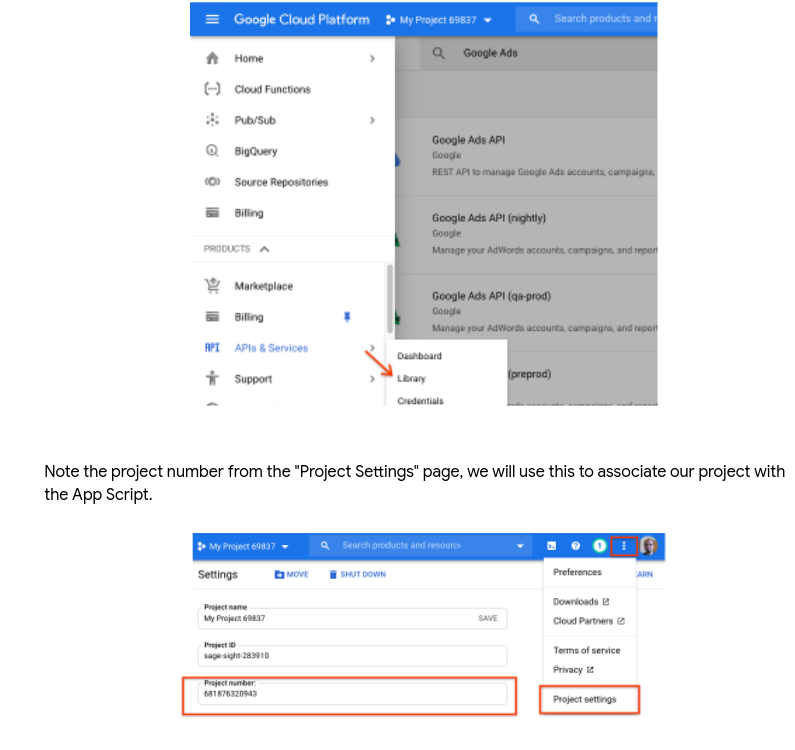 Google Cloud Platform My Project 69837 Search products and r
Home
Google Ads
Cloud Functions
Pub/Sub
BigQuery
Source Repositories
Billing
PRODUCTS
Marketplace
Billing
API APIs & Services
Support
Google Ads API
Google
REST API to manage Google Ads accounts, campaigns,
Google Ads API (nightly)
Google
Manage your AdWords accounts, campaigns, and report
Google Ads API (qa-prod)
Google
Manage your AdWords accounts, campaigns, and report
(preprod)
Dashboard
Library
Credentials
Note the project number from the "Project Settings" page, we will use this to associate our project with
the App Script.
My Project 69837 Search products and resourc 1
Settings MOVE SHUT DOWN EARN
Project name
My Project 69837 SAVE
Project ID
sage-sight-283910
Project number:
681876320943
Preferences
Downloads
Cloud Partners
Terms of service
Privacy
Project settings